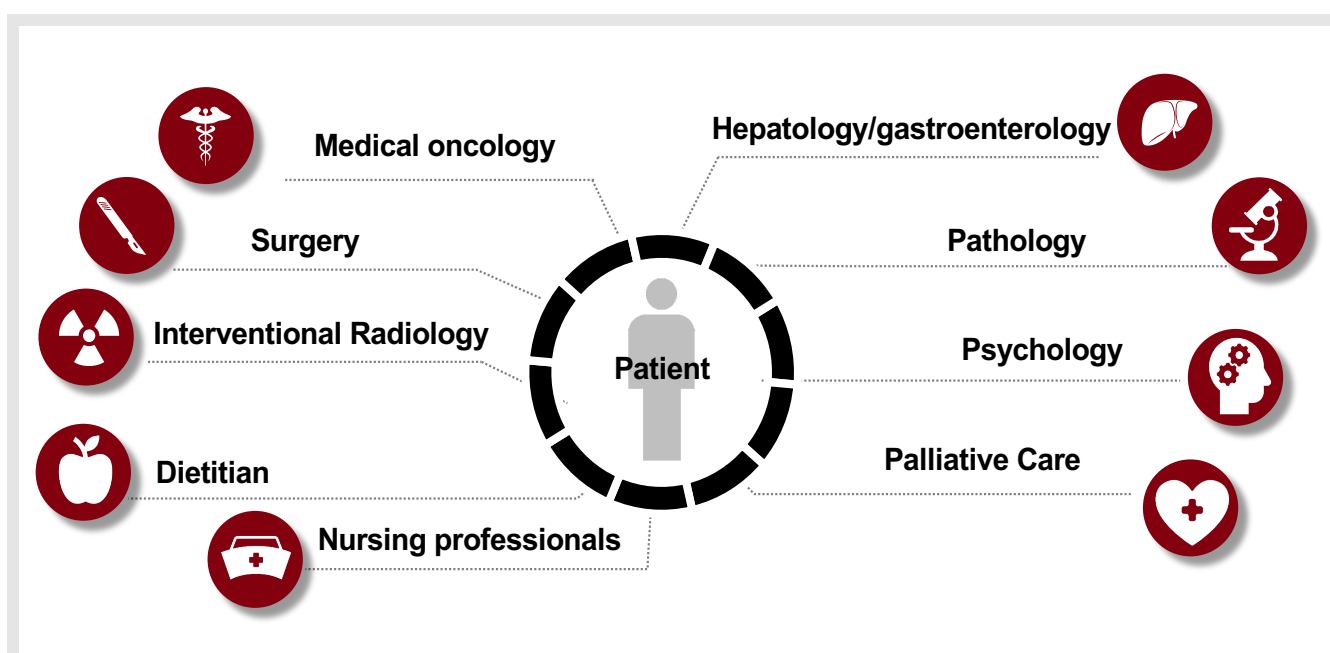 Medical oncology
Surgery
Interventional Radiology
Dietitian
Nursing professionals
Patient
Hepatology/gastroenterology
Pathology
Psychology
Palliative Care